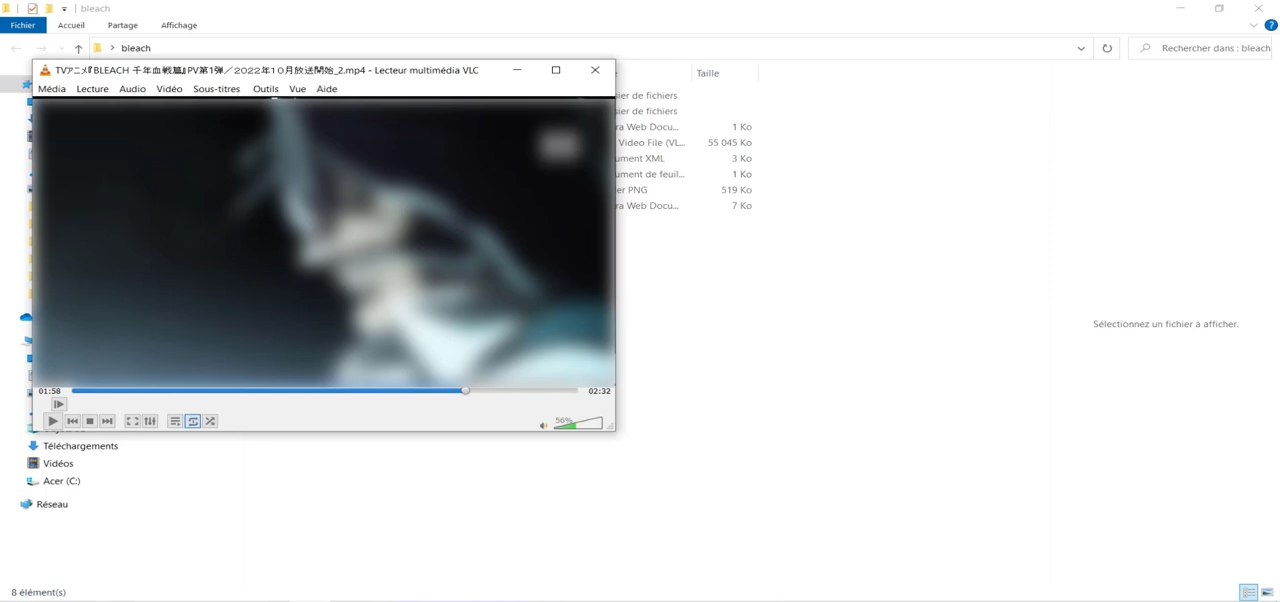 bleach
Fichier Accueil Partage Affichage
bleach
Rechercher dans : bleach
TVアニメ『BLEACH 千年血戦篇』PV第1弾／2022年10月放送開始_2.mp4 - Lecteur multimédia VLC
Média Lecture Audio Vidéo Sous-titres Outils Vue Aide
Taille
sier de fichiers
sier de fichiers
ra Web Docu... 1 Ko
Video File (VL... 55 045 Ko
ument XML 3 Ko
ument de feuil... 1 Ko
er PNG 519 Ko
ra Web Docu... 7 Ko
Sélectionnez un fichier à afficher.
01:58 02:32
56%
Téléchargements
Vidéos
Acer (C:)
Réseau
8 élément(s)